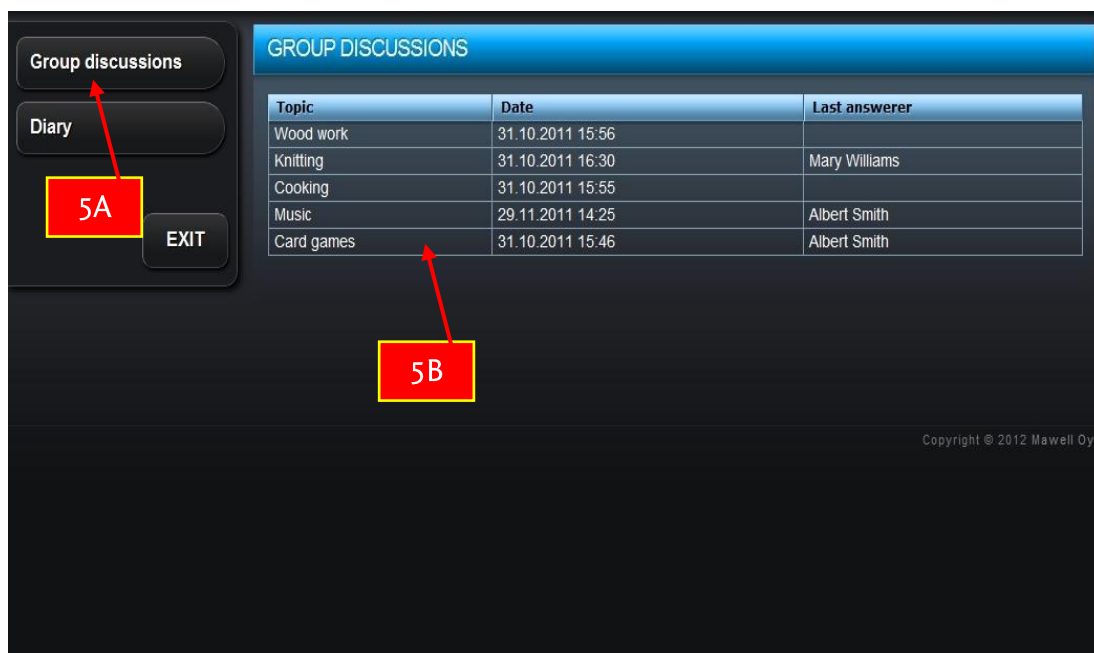 Group discussions
Diary
5A
EXIT
GROUP DISCUSSIONS
Topic Date Last answerer
Wood work 31.10.2011 15:56
Knitting 31.10.2011 16:30 Mary Williams
Cooking 31.10.2011 15:55
Music 29.11.2011 14:25 Albert Smith
Card games 31.10.2011 15:46 Albert Smith
5B
Copyright © 2012 Mawell Oy